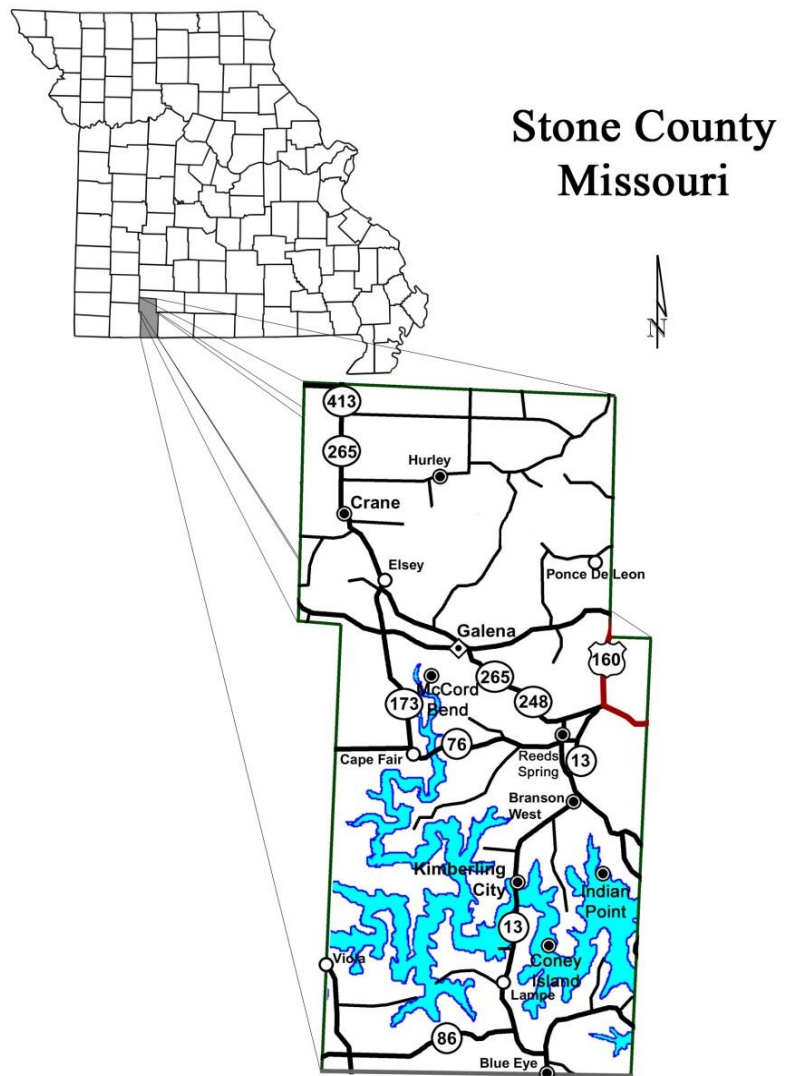 Stone County
Missouri
N
413
265
Hurley
Crane
Elsey
Ponce De Leon
Galena
160
McCord
Bend
265
173
248
76
Cape Fair
Reeds
Spring
13
Branson
West
Kimberling
City
Indian
Point
13
Coney
Island
Viola
Lampe
86
Blue Eye